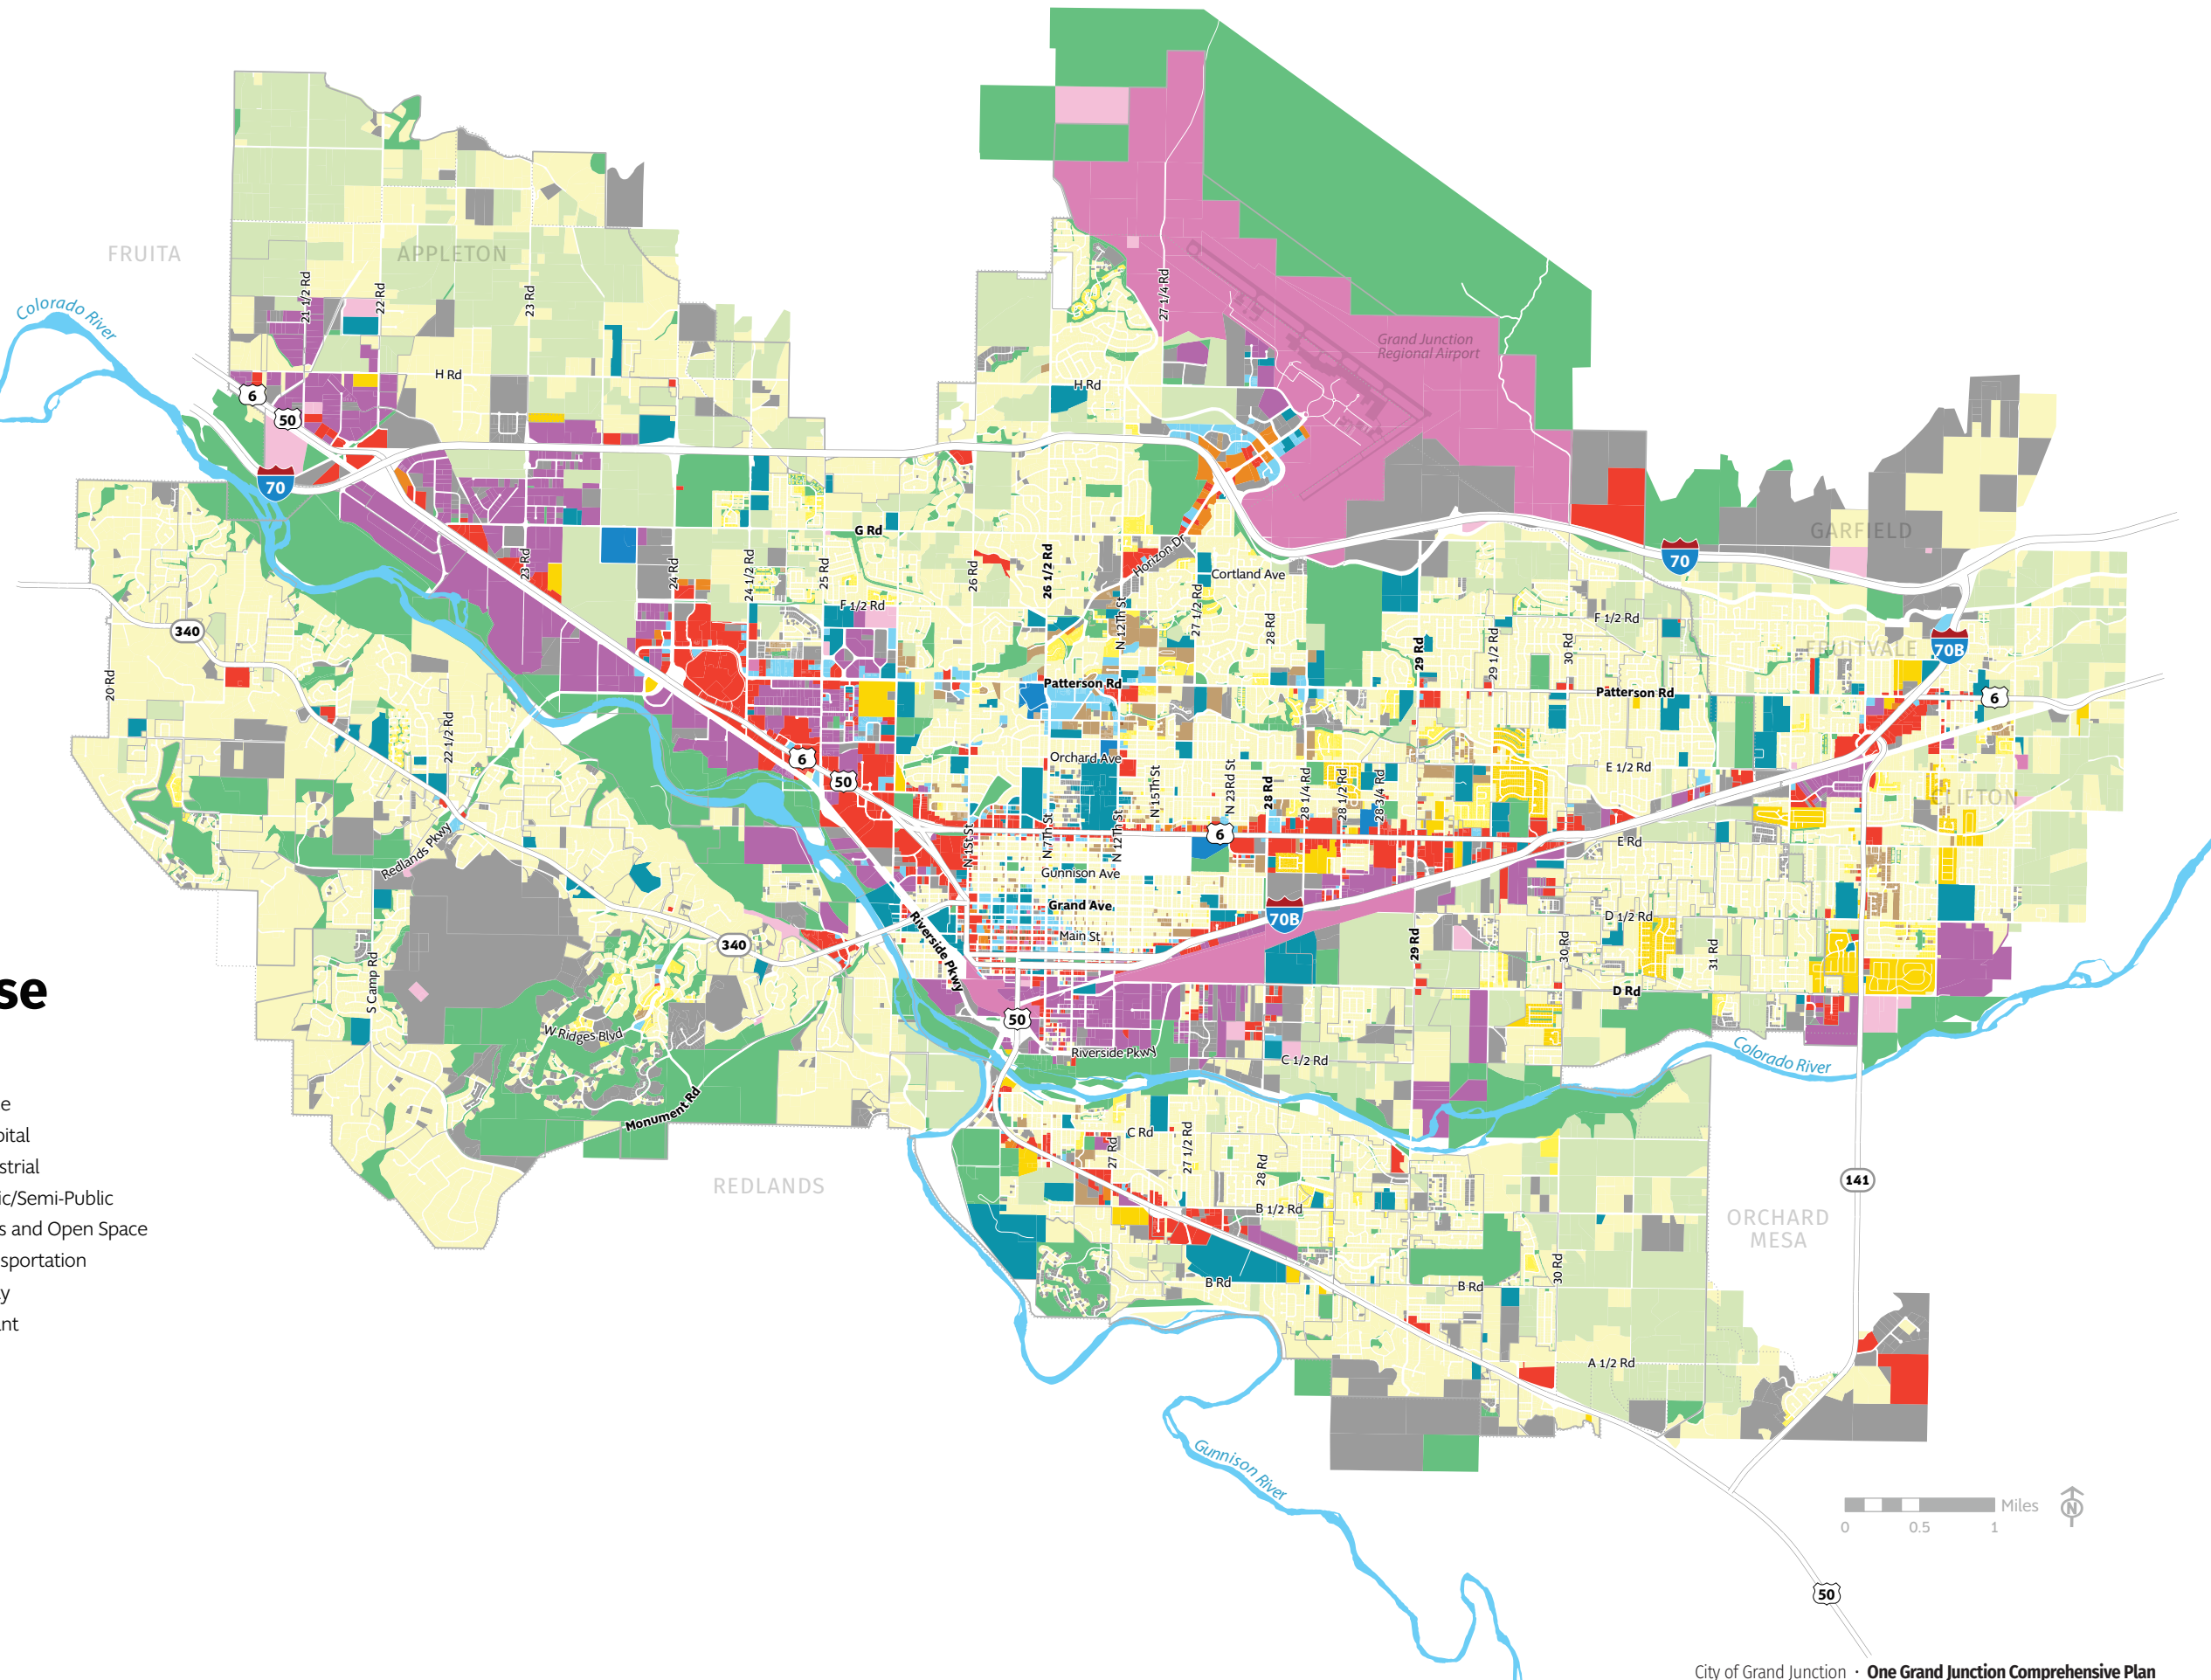 FRUITA
APPLETON
Colorado River
21 1/2 Rd
22 Rd
23 Rd
27 1/4 Rd
Grand Junction
Regional Airport
H Rd
H Rd
6
50
70
G Rd
GARFIELD
70
23 Rd
24 Rd
24 1/2 Rd
25 Rd
26 Rd
26 1/2 Rd
Horizon Dr
Cortland Ave
F 1/2 Rd
N 12Th St
27 1/2 Rd
28 Rd
F 1/2 Rd
340
29 Rd
29 1/2 Rd
30 Rd
FRUITVALE
70B
20 Rd
Patterson Rd
Patterson Rd
6
22 1/2 Rd
6
50
Orchard Ave
E 1/2 Rd
N 15Th St
N 23Rd St
28 Rd
28 1/4 Rd
28 1/2 Rd
28 3/4 Rd
CLIFTON
Redlands Pkwy
N 1St St
N 7Th St
N 12Th St
6
E Rd
Gunnison Ave
Grand Ave
70B
D 1/2 Rd
Main St
340
Riverside Pkwy
29 Rd
30 Rd
31 Rd
S Camp Rd
se
D Rd
50
W Ridges Blvd
Riverside Pkwy
C 1/2 Rd
Colorado River
e
Monument Rd
pital
C Rd
27 Rd
27 1/2 Rd
28 Rd
strial
141
REDLANDS
ic/Semi-Public
B 1/2 Rd
ORCHARD
MESA
s and Open Space
sportation
30 Rd
B Rd
B Rd
y
nt
A 1/2 Rd
Gunnison River
Miles
N
0 0.5 1
50
City of Grand Junction · One Grand Junction Comprehensive Plan